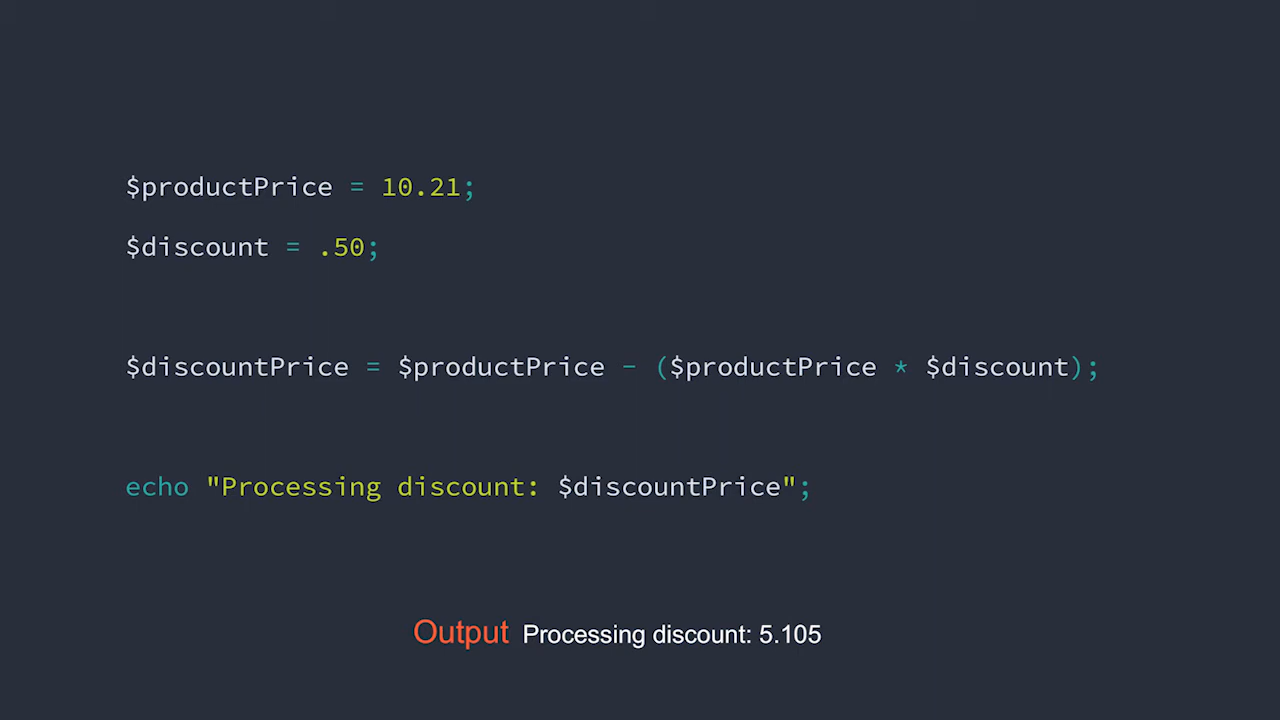 $productPrice = 10.21;
$discount = .50;
$discountPrice = $productPrice - ($productPrice * $discount);
echo "Processing discount: $discountPrice";
Output Processing discount: 5.105